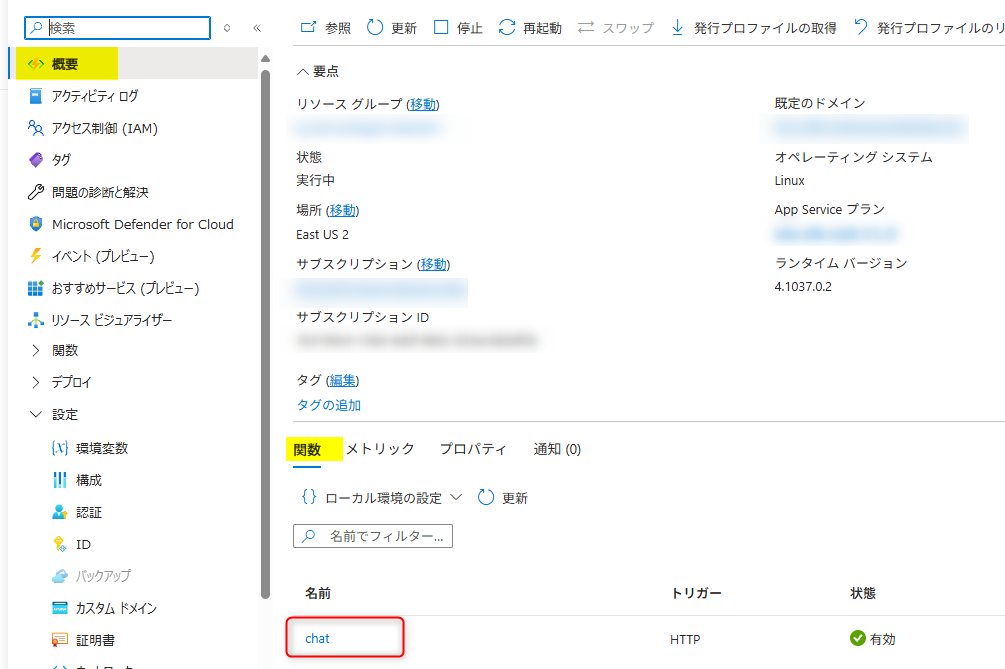 検索
概要
アクティビティ ログ
アクセス制御 (IAM)
タグ
問題の診断と解決
Microsoft Defender for Cloud
イベント (プレビュー)
おすすめサービス (プレビュー)
リソース ビジュアライザー
関数
デプロイ
設定
環境変数
構成
認証
ID
バックアップ
カスタム ドメイン
証明書
参照 更新 停止 再起動 スワップ 発行プロファイルの取得 発行プロファイルのリ
要点
リソース グループ (移動)
状態
実行中
場所 (移動)
East US 2
サブスクリプション (移動)
サブスクリプション ID
タグ (編集)
タグの追加
既定のドメイン
オペレーティング システム
Linux
App Service プラン
ランタイム バージョン
4.1037.0.2
関数 メトリック プロパティ 通知 (0)
ローカル環境の設定 更新
名前でフィルター...
名前 トリガー 状態
chat HTTP 有効